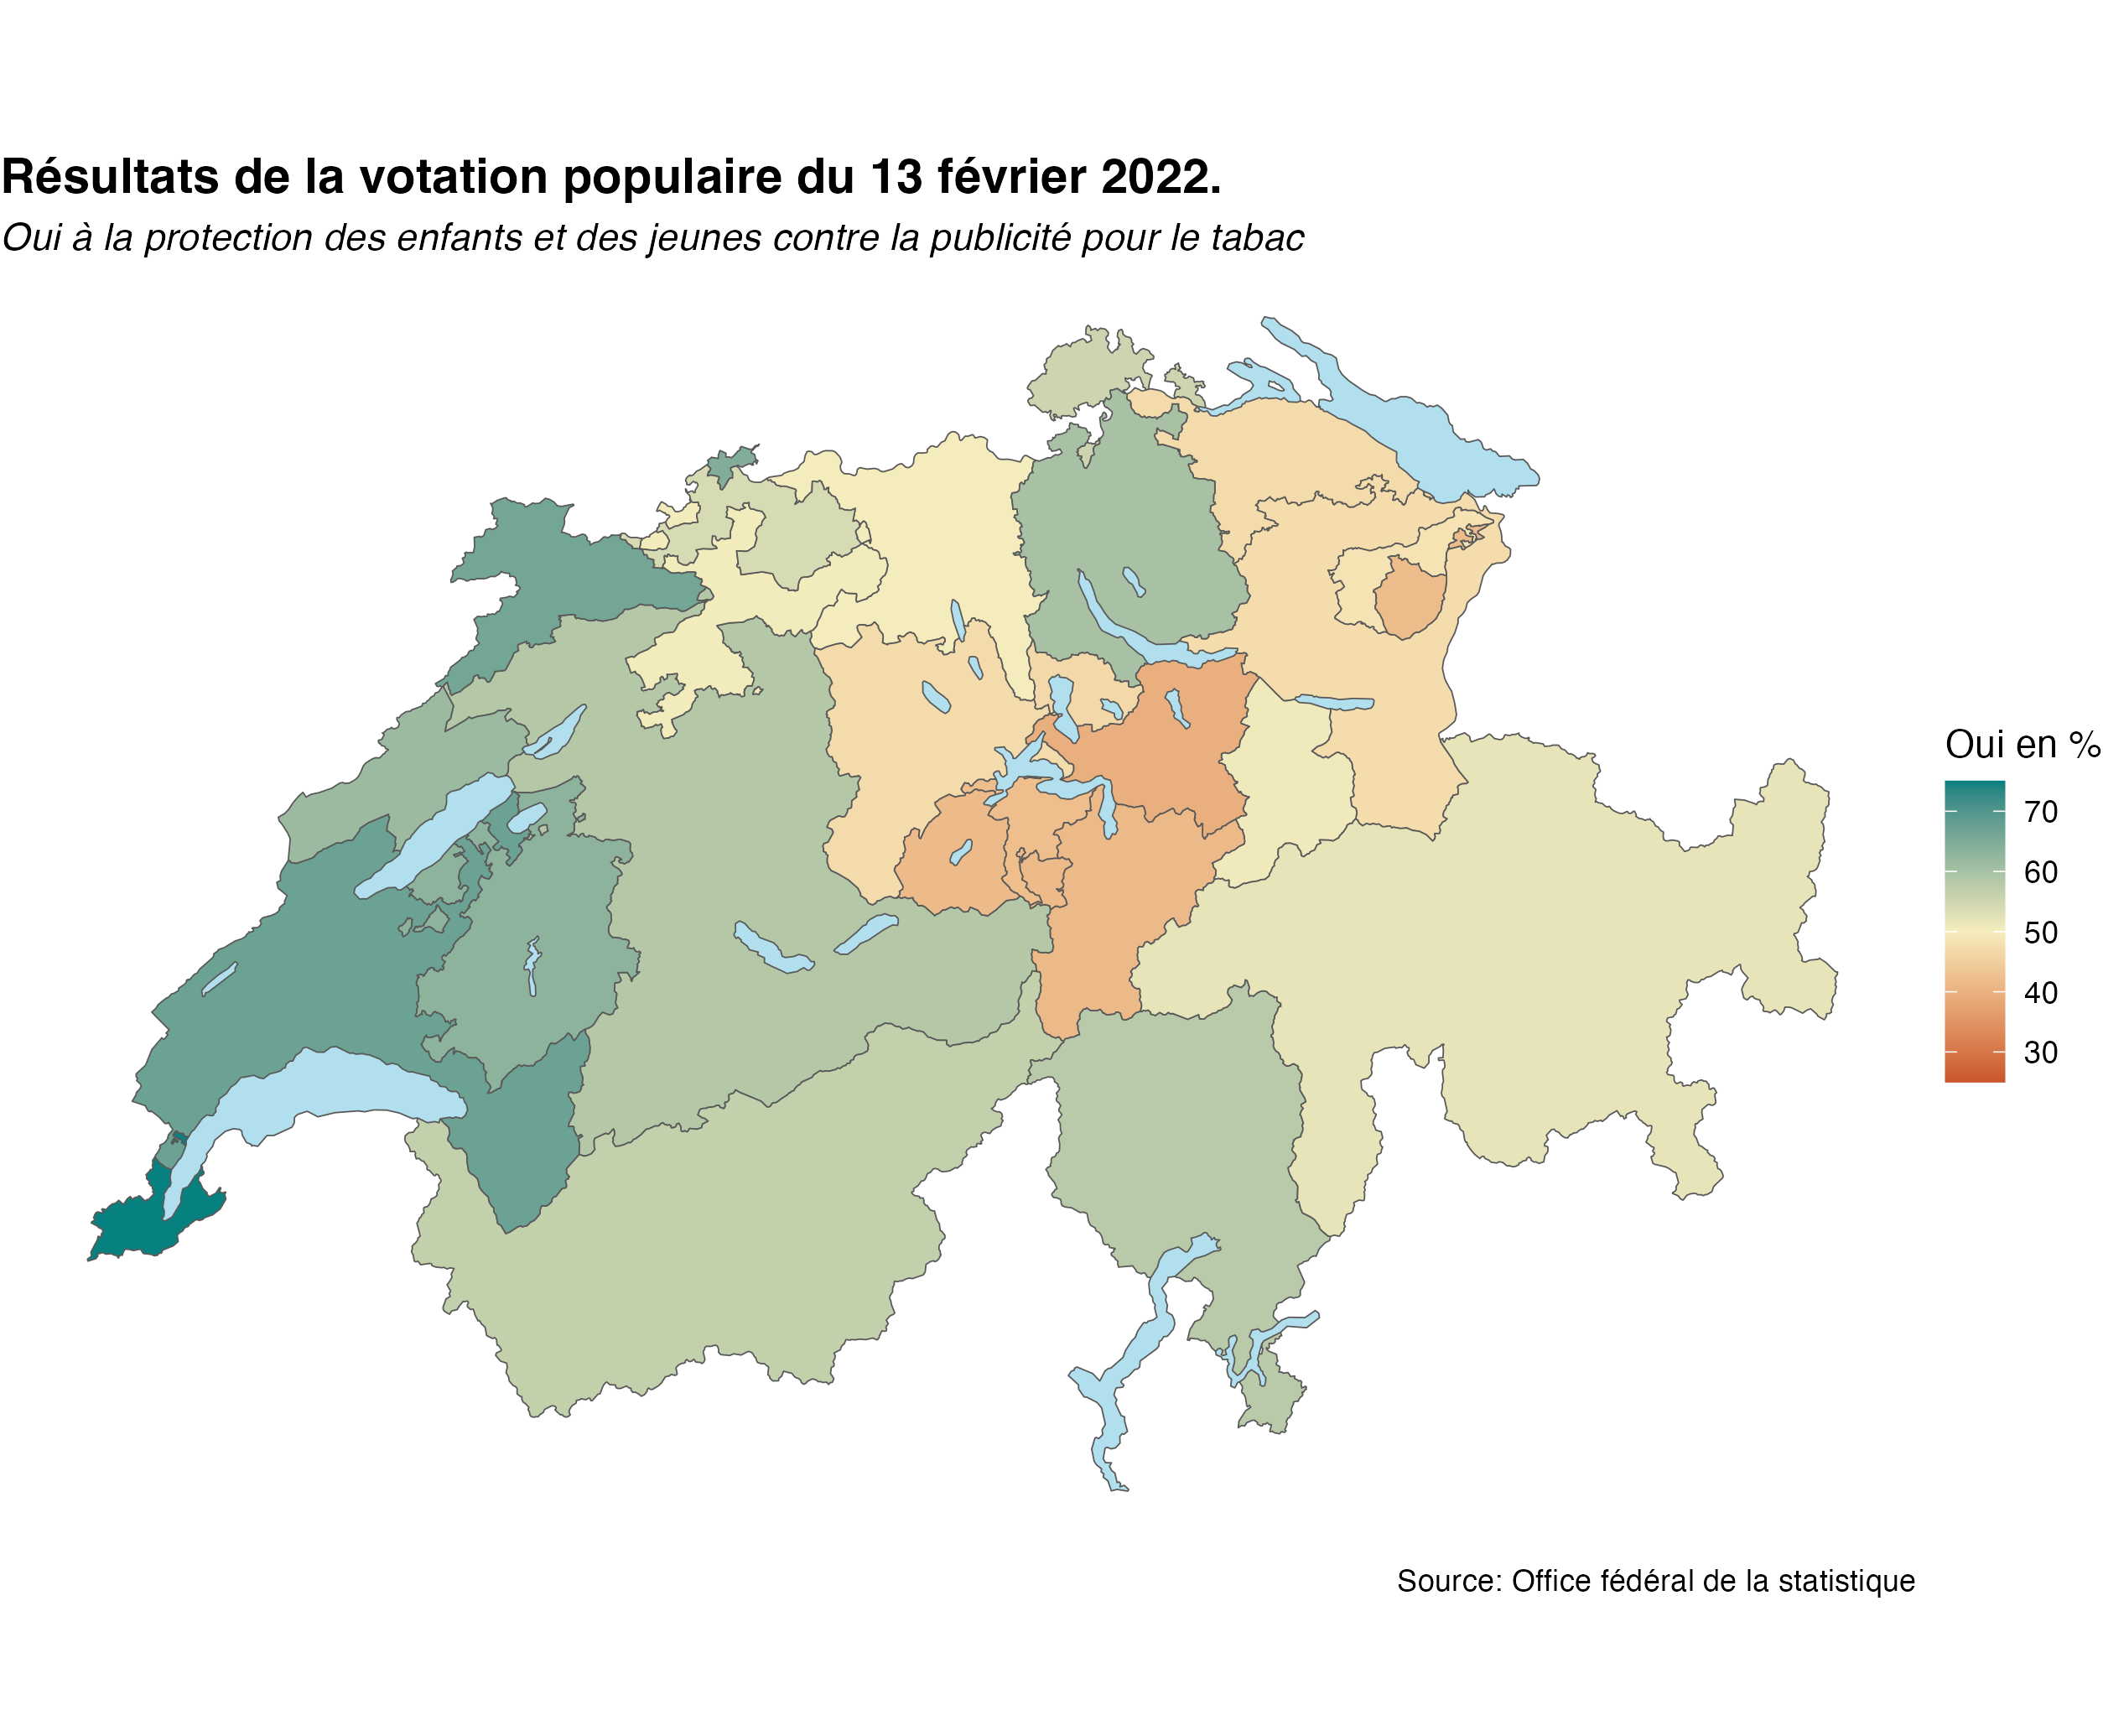 Résultats de la votation populaire du 13 février 2022.
Oui à la protection des enfants et des jeunes contre la publicité pour le tabac
Oui en %
70
60
50
40
30
Source: Office fédéral de la statistique